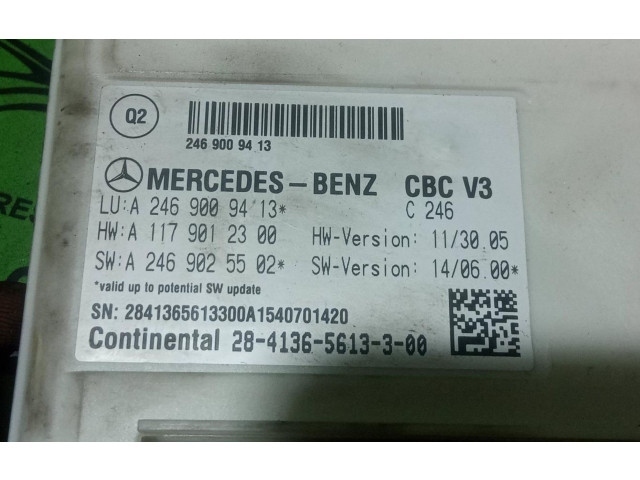 Q2
246 900 94 13
MERCEDES-BENZ CBC V3
LU:A 246 900 94 13* C 246
HW:A 117 901 23 00 HW-Version: 11/30.05
SW:A 246 902 55 02* SW-Version: 14/06.00*
*valid up to potential SW update
SN: 2841365613300A1540701420
Continental 28-4136-5613-3-00